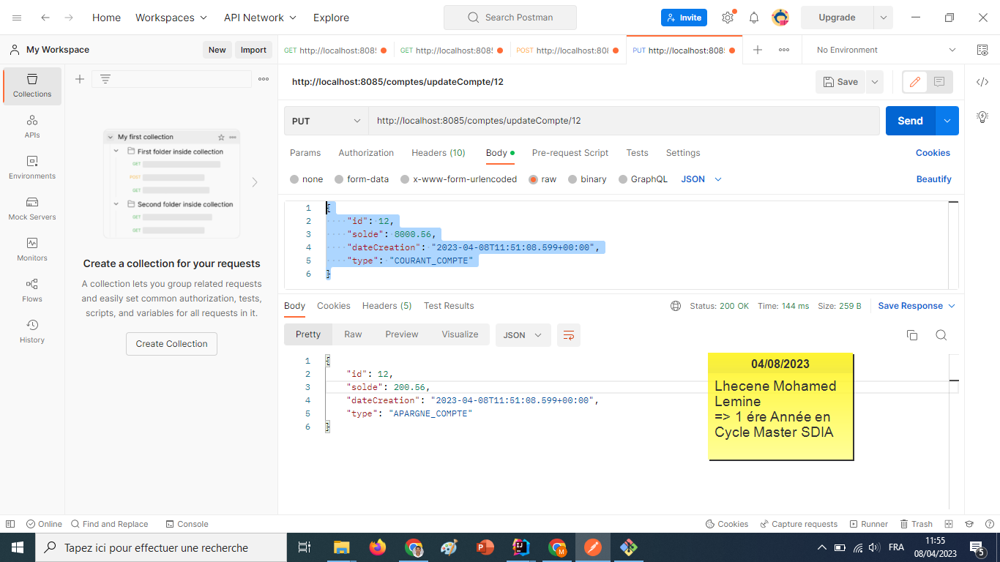 Home
Workspaces
API Network
Explore
Search Postman
Invite
Upgrade
My Workspace
New
Import
GET http://localhost:808
GET http://localhost:808
POST http://localhost:808
PUT http://localhost:808
No Environment
Collections
APIs
Environments
Mock Servers
Monitors
Flows
History
My first collection
First folder inside collection
GET
POST
GET
Second folder inside collection
GET
GET
Create a collection for your requests
A collection lets you group related requests
and easily set common authorization, tests,
scripts, and variables for all requests in it.
Create Collection
http://localhost:8085/comptes/updateCompte/12
Save
PUT
http://localhost:8085/comptes/updateCompte/12
Send
Params
Authorization
Headers (10)
Body
Pre-request Script
Tests
Settings
Cookies
none
form-data
x-www-form-urlencoded
raw
binary
GraphQL
JSON
Beautify
1 {
2 "id": 12,
3 "solde": 8000.56,
4 "dateCreation": "2023-04-08T11:51:08.599+00:00",
5 "type": "COURANT_COMPTE"
6 }
Body
Cookies
Headers (5)
Test Results
Status: 200 OK
Time: 144 ms
Size: 259 B
Save Response
Pretty
Raw
Preview
Visualize
JSON
1 {
2 "id": 12,
3 "solde": 200.56,
4 "dateCreation": "2023-04-08T11:51:08.599+00:00",
5 "type": "APARGNE_COMPTE"
6 }
04/08/2023
Lhecene Mohamed
Lemine
=> 1 ére Année en
Cycle Master SDIA
Online
Find and Replace
Console
Cookies
Capture requests
Runner
Trash
Tapez ici pour effectuer une recherche
FRA
11:55
08/04/2023
5